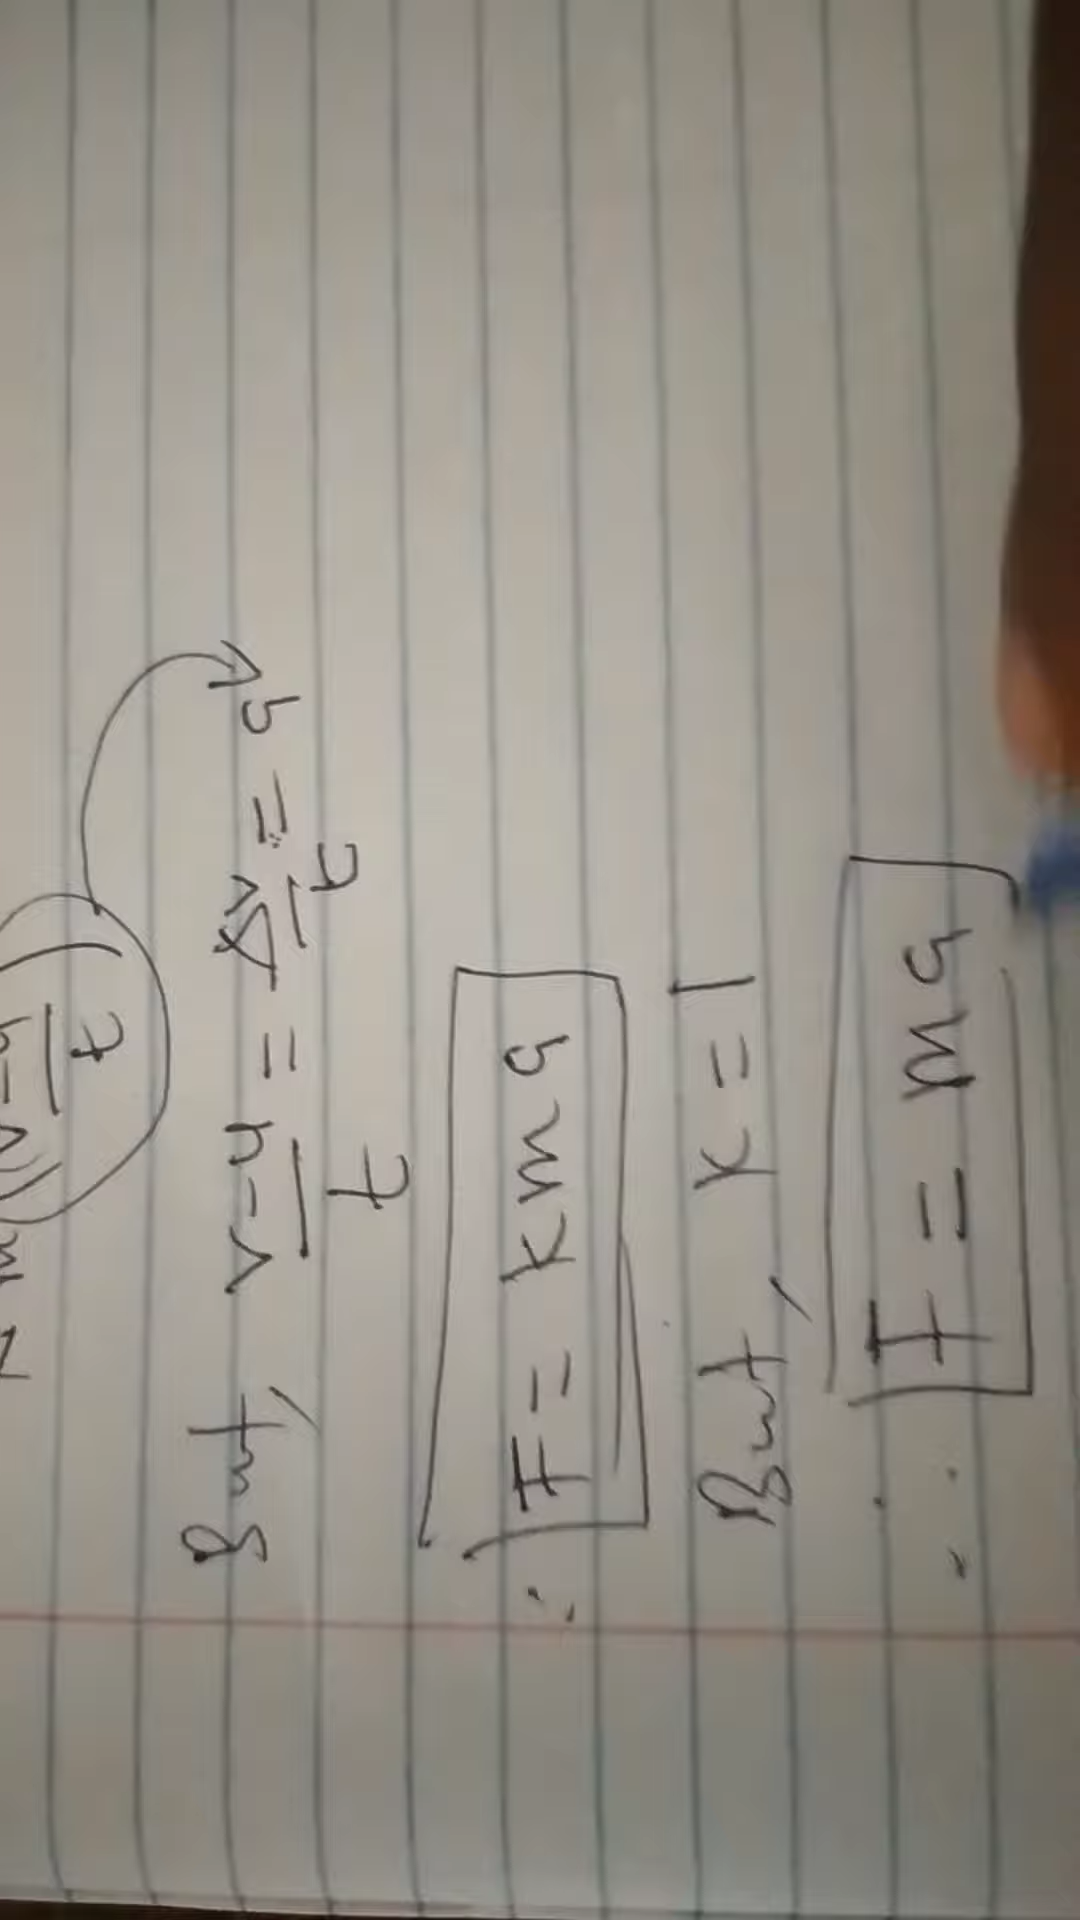 m (v-u / t)
But, v-u / t = Δv / t = a
∴ F = kma
But, k = 1
∴ F = ma